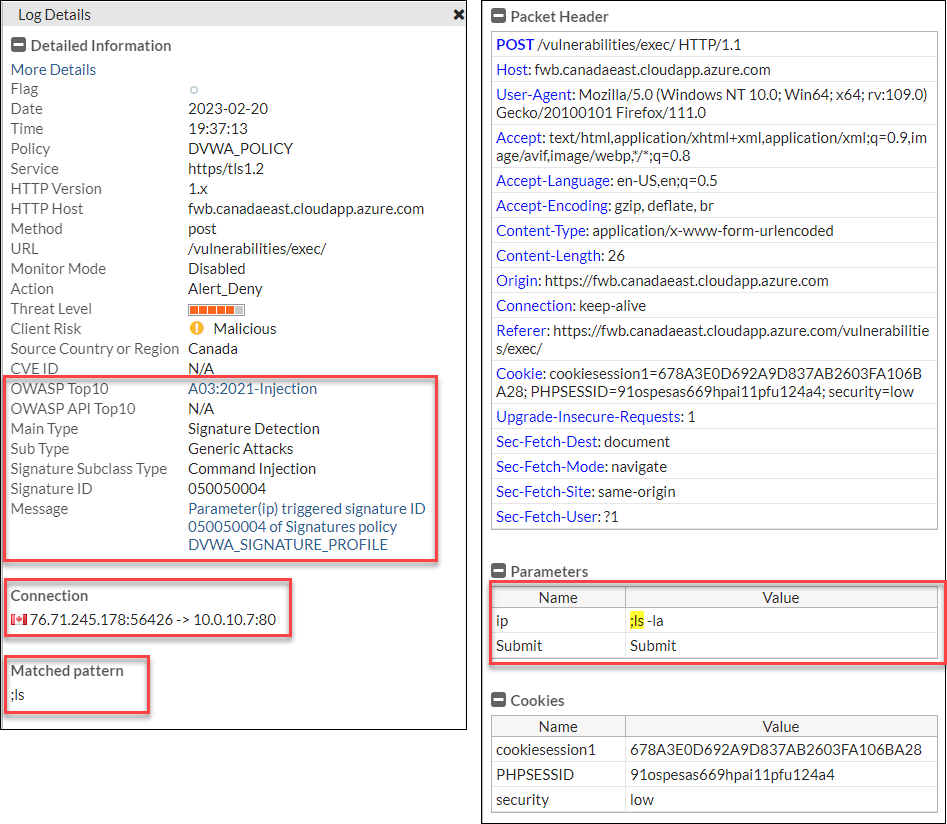 Log Details
Detailed Information
More Details
Flag
Date 2023-02-20
Time 19:37:13
Policy DVWA_POLICY
Service https/tls1.2
HTTP Version 1.x
HTTP Host fwb.canadaeast.cloudapp.azure.com
Method post
URL /vulnerabilities/exec/
Monitor Mode Disabled
Action Alert_Deny
Threat Level
Client Risk Malicious
Source Country or Region Canada
CVE ID N/A
OWASP Top10 A03:2021-Injection
OWASP API Top10 N/A
Main Type Signature Detection
Sub Type Generic Attacks
Signature Subclass Type Command Injection
Signature ID 050050004
Message Parameter(ip) triggered signature ID
050050004 of Signatures policy
DVWA_SIGNATURE_PROFILE
Connection
76.71.245.178:56426 -> 10.0.10.7:80
Matched pattern
;ls
Packet Header
POST /vulnerabilities/exec/ HTTP/1.1
Host: fwb.canadaeast.cloudapp.azure.com
User-Agent: Mozilla/5.0 (Windows NT 10.0; Win64; x64; rv:109.0)
Gecko/20100101 Firefox/111.0
Accept: text/html,application/xhtml+xml,application/xml;q=0.9,im
age/avif,image/webp,*/*;q=0.8
Accept-Language: en-US,en;q=0.5
Accept-Encoding: gzip, deflate, br
Content-Type: application/x-www-form-urlencoded
Content-Length: 26
Origin: https://fwb.canadaeast.cloudapp.azure.com
Connection: keep-alive
Referer: https://fwb.canadaeast.cloudapp.azure.com/vulnerabilitie
s/exec/
Cookie: cookiesession1=678A3E0D692A9D837AB2603FA106B
A28; PHPSESSID=91ospesas669hpai11pfu124a4; security=low
Upgrade-Insecure-Requests: 1
Sec-Fetch-Dest: document
Sec-Fetch-Mode: navigate
Sec-Fetch-Site: same-origin
Sec-Fetch-User: ?1
Parameters
Name Value
ip ;ls -la
Submit Submit
Cookies
Name Value
cookiesession1 678A3E0D692A9D837AB2603FA106BA28
PHPSESSID 91ospesas669hpai11pfu124a4
security low